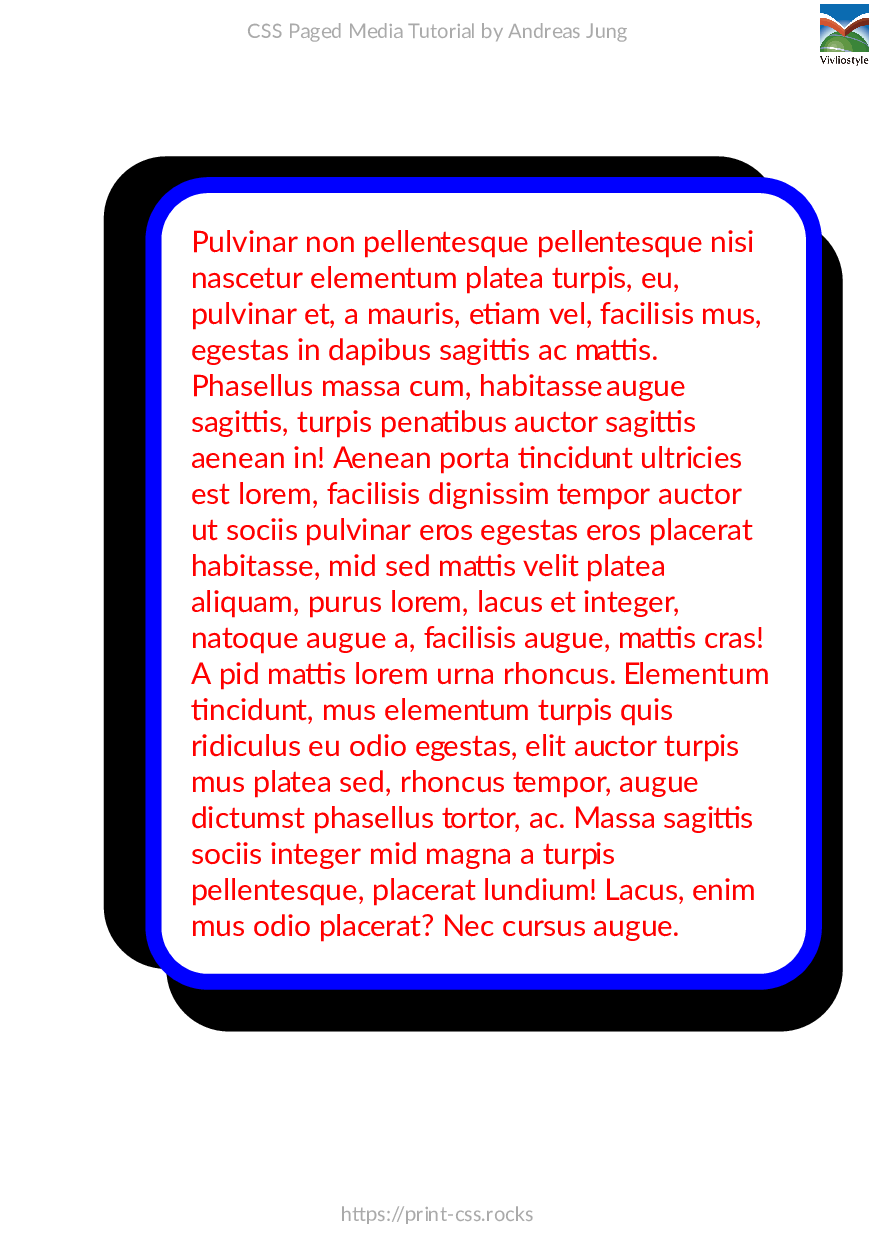 CSS Paged Media Tutorial by Andreas Jung
Vivliostyle
Pulvinar non pellentesque pellentesque nisi
nascetur elementum platea turpis, eu,
pulvinar et, a mauris, etiam vel, facilisis mus,
egestas in dapibus sagittis ac mattis.
Phasellus massa cum, habitasse augue
sagittis, turpis penatibus auctor sagittis
aenean in! Aenean porta tincidunt ultricies
est lorem, facilisis dignissim tempor auctor
ut sociis pulvinar eros egestas eros placerat
habitasse, mid sed mattis velit platea
aliquam, purus lorem, lacus et integer,
natoque augue a, facilisis augue, mattis cras!
A pid mattis lorem urna rhoncus. Elementum
tincidunt, mus elementum turpis quis
ridiculus eu odio egestas, elit auctor turpis
mus platea sed, rhoncus tempor, augue
dictumst phasellus tortor, ac. Massa sagittis
sociis integer mid magna a turpis
pellentesque, placerat lundium! Lacus, enim
mus odio placerat? Nec cursus augue.
https://print-css.rocks